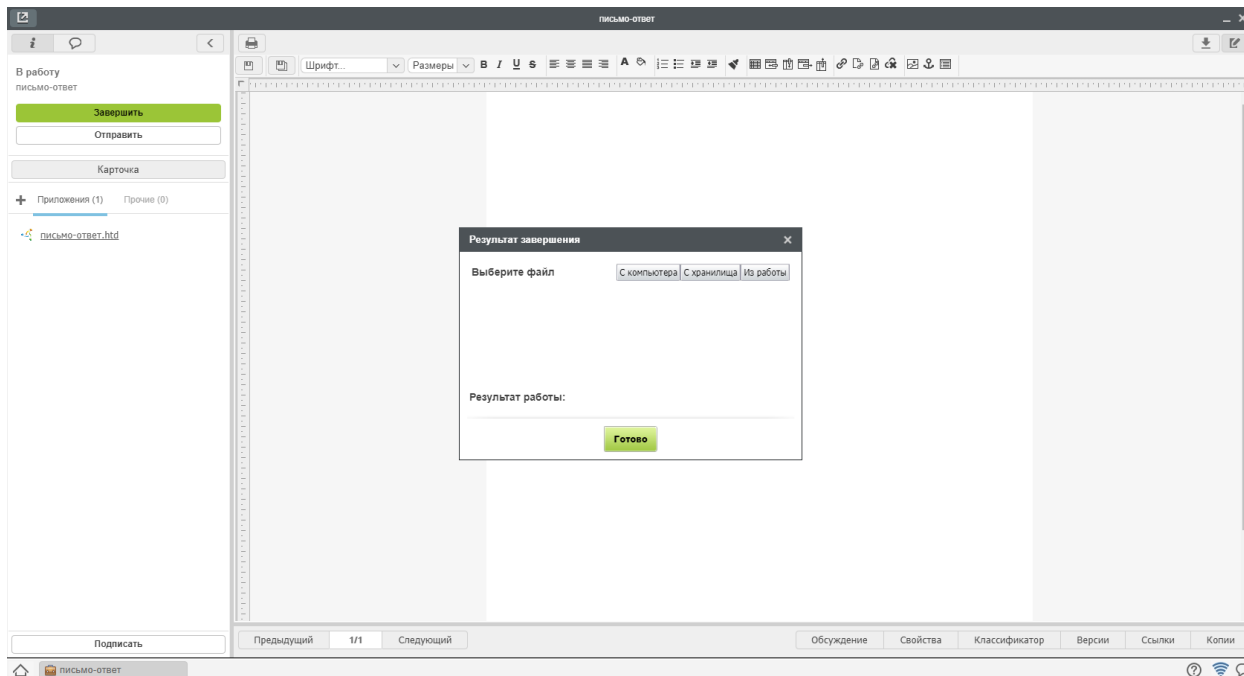 письмо-ответ
В работу
письмо-ответ
Завершить
Отправить
Карточка
Приложения (1) Прочие (0)
письмо-ответ.htd
Подписать
Шрифт... Размеры B I U S A
Результат завершения
Выберите файл С компьютера С хранилища Из работы
Результат работы:
Готово
Предыдущий 1/1 Следующий Обсуждение Свойства Классификатор Версии Ссылки Копии
письмо-ответ